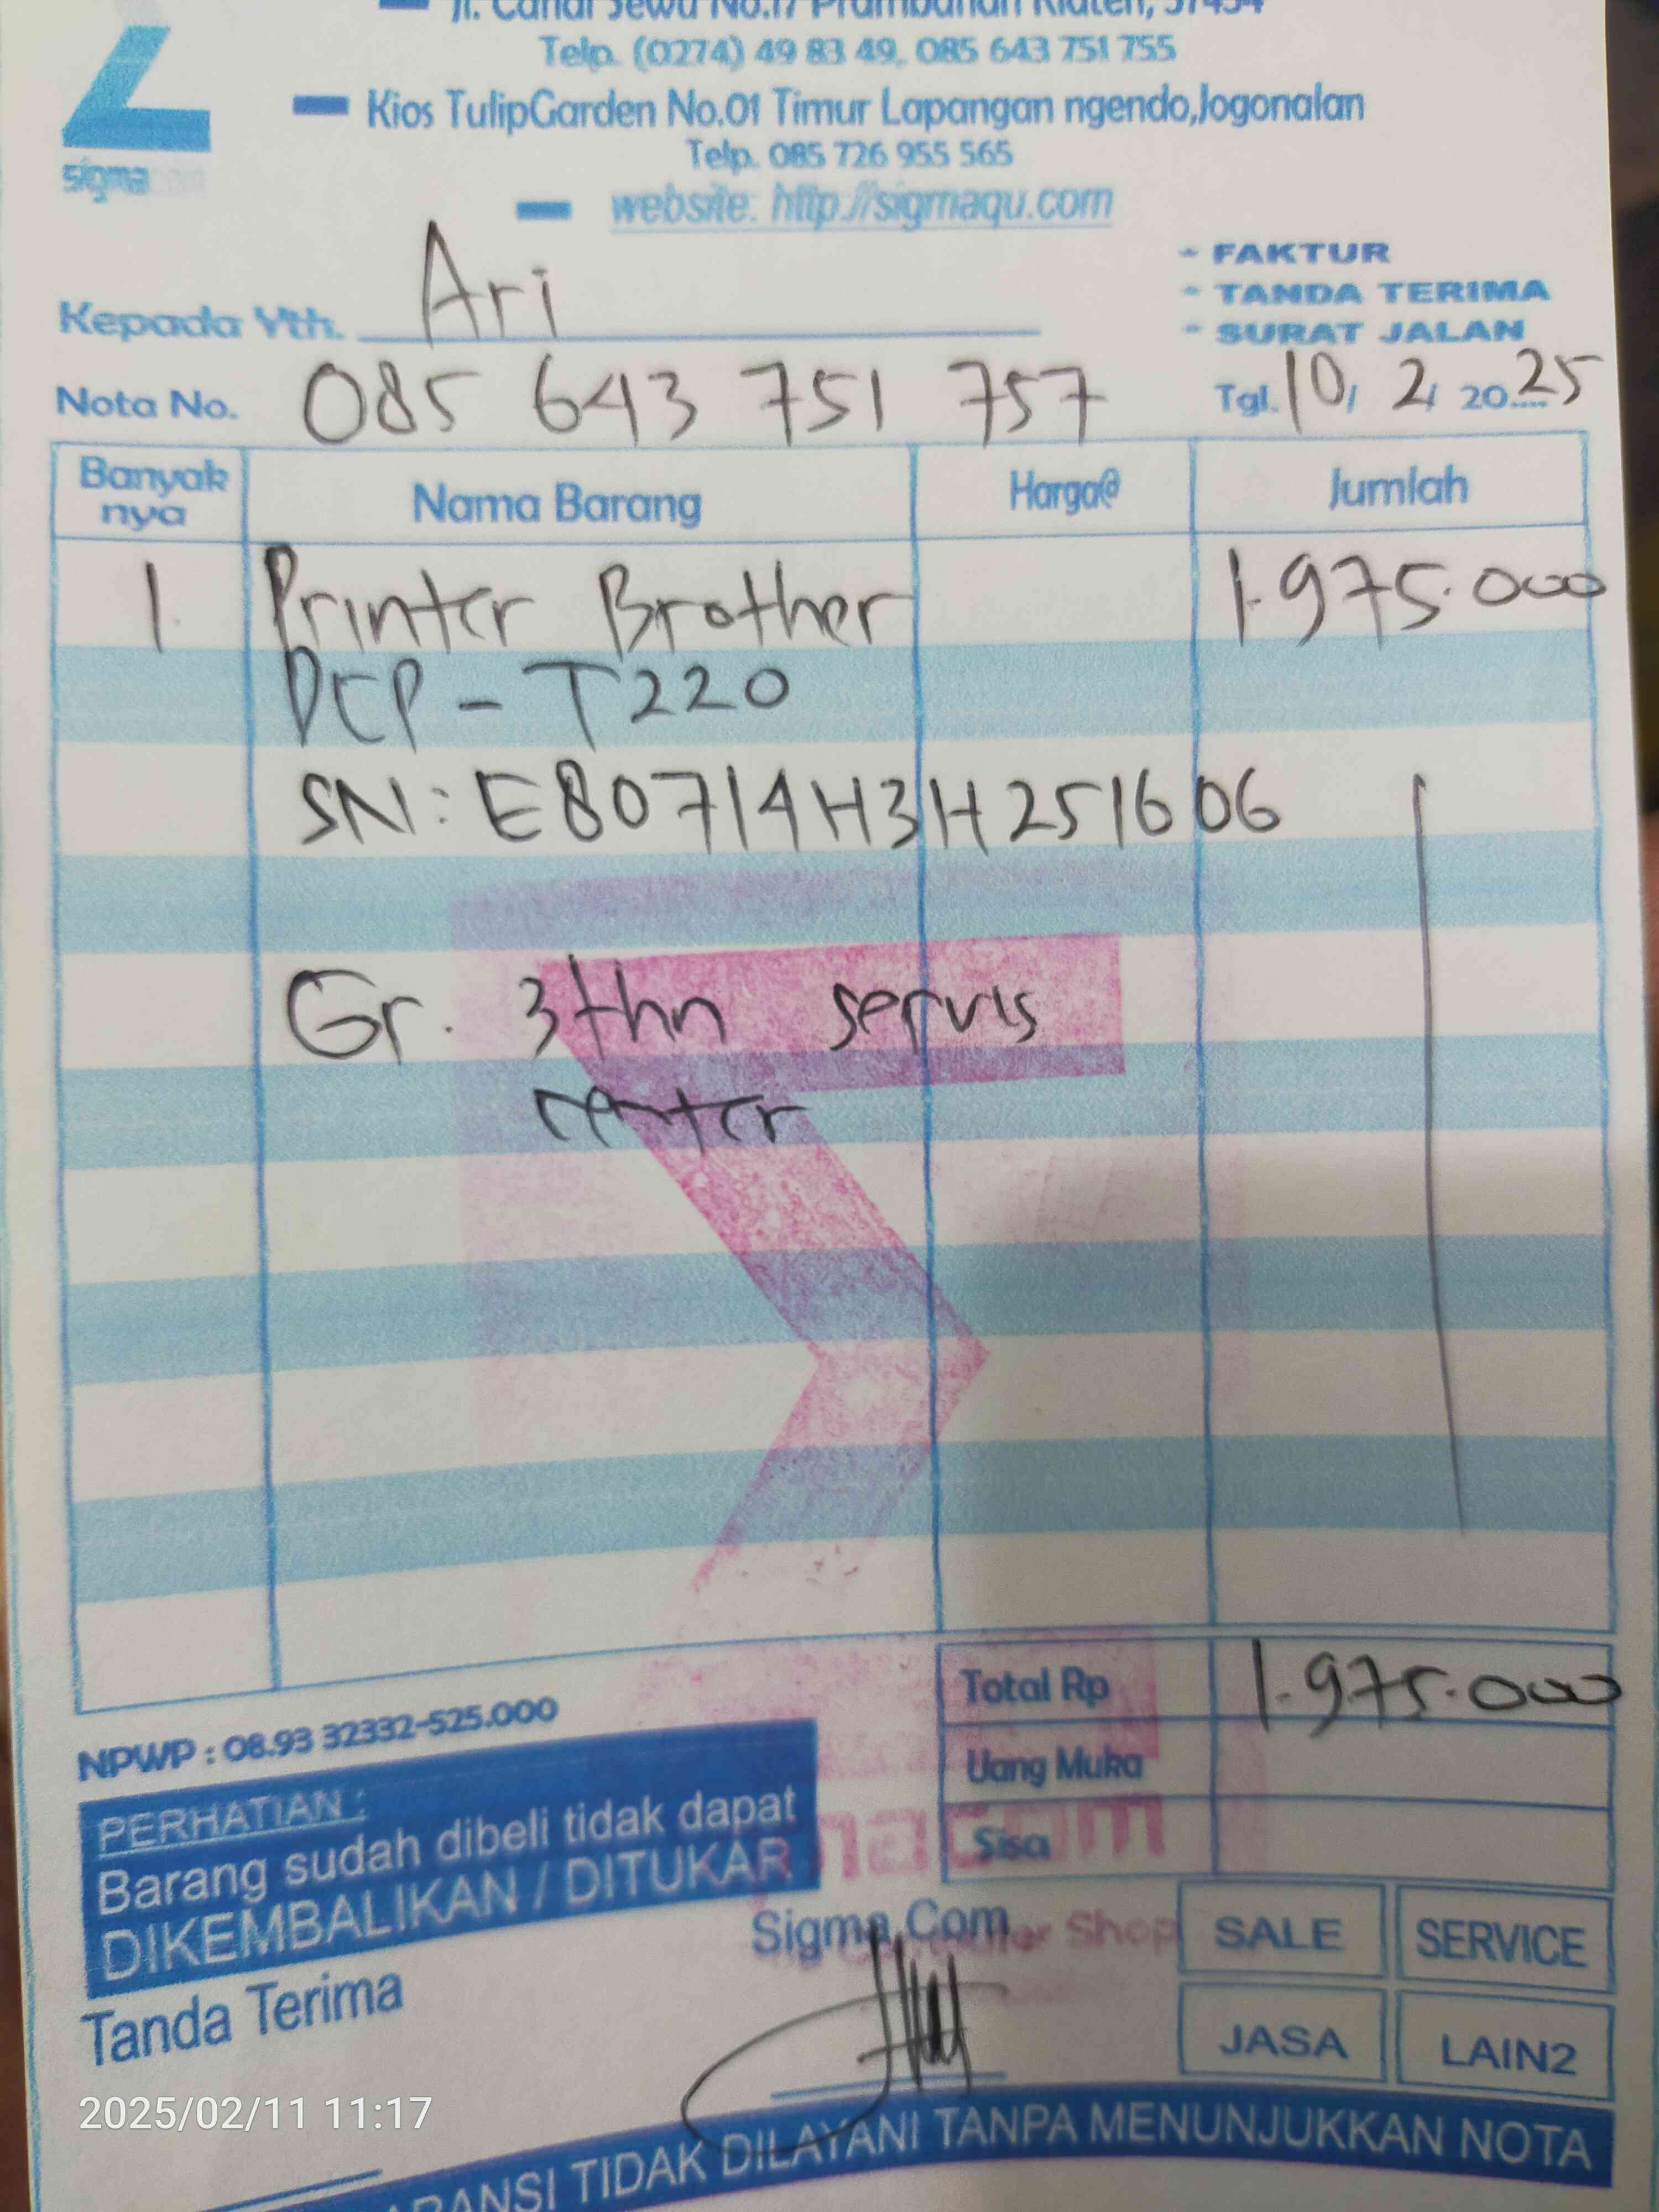 Jl. Candi Sewu No.17 Prambanan Klaten, 57454
Telp. (0274) 49 83 49, 085 643 751 755
Kios TulipGarden No.01 Timur Lapangan ngendo,Jogonalan
Telp. 085 726 955 565
website: http://sigmaqu.com
sigmacom
- FAKTUR
- TANDA TERIMA
- SURAT JALAN
Kepada Yth. Ari
Nota No. 085 643 751 757 Tgl. 10/ 2/ 20....25
Banyak nya Nama Barang Harga@ Jumlah
1. Printer Brother 1.975.000
DCP - T220
SN: E80714H3H251606
Gr. 3 thn servis
center
Total Rp 1.975.000
Uang Muka
Sisa
NPWP : 08.93 32332-525.000
PERHATIAN :
Barang sudah dibeli tidak dapat
DIKEMBALIKAN / DITUKAR
Tanda Terima
Sigma.Com
Shop
SALE SERVICE
JASA LAIN2
2025/02/11 11:17
TIDAK DILAYANI TANPA MENUNJUKKAN NOTA